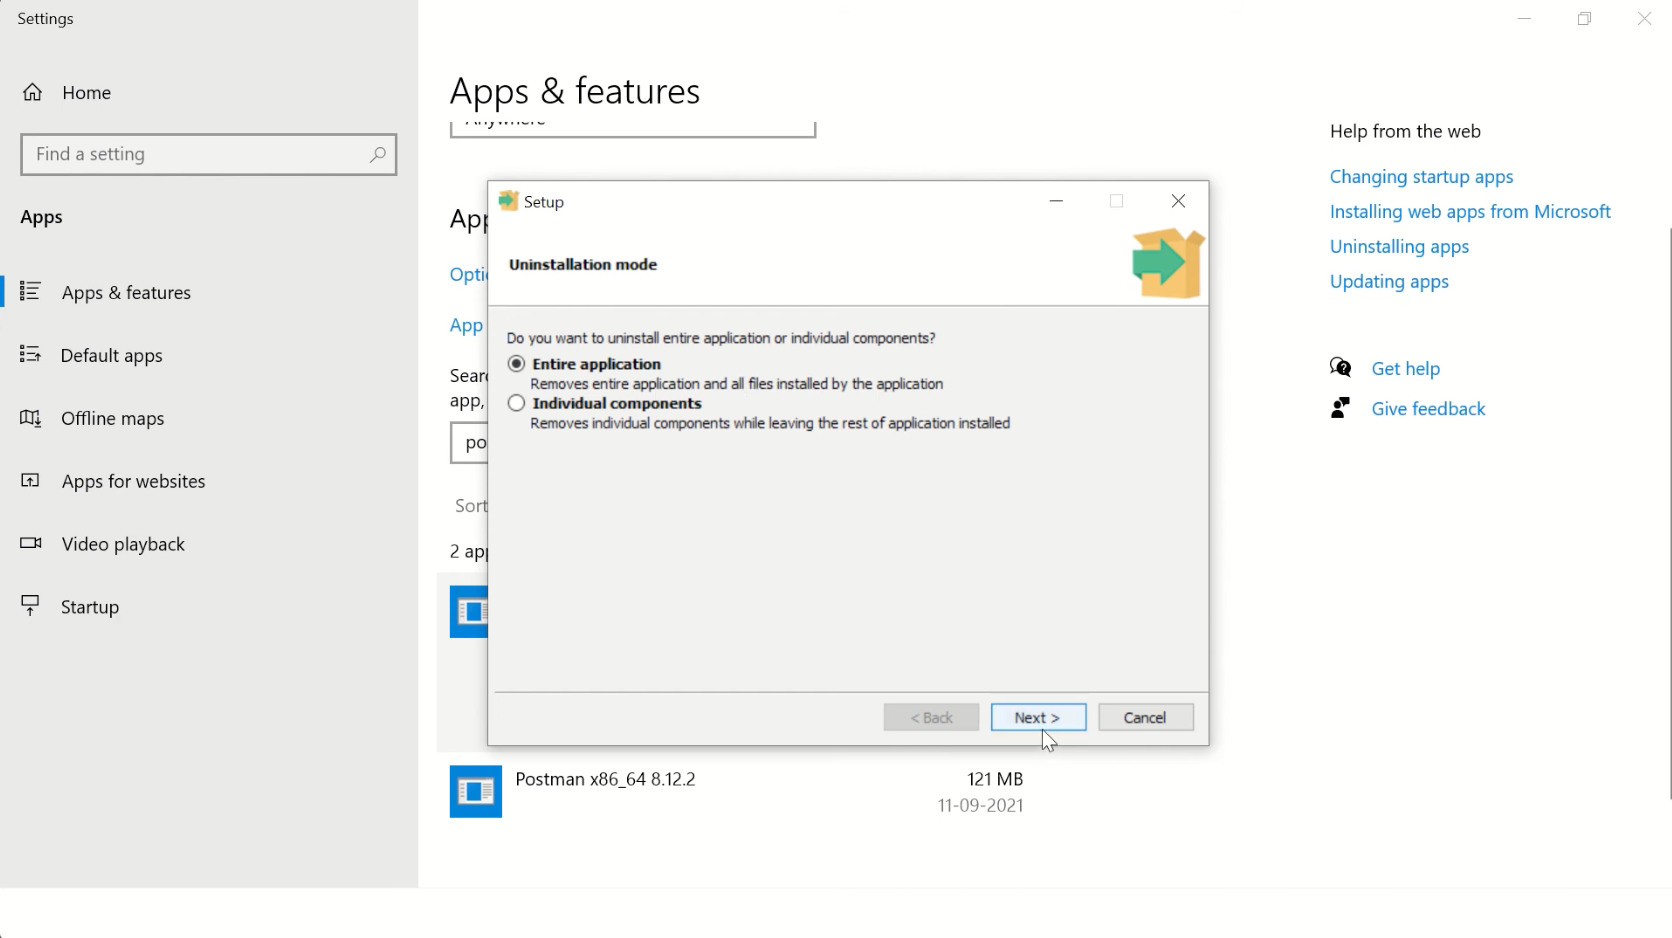 Settings
Home
Find a setting
Apps
Apps & features
Default apps
Offline maps
Apps for websites
Video playback
Startup
Apps & features
Anywhere
Setup
Uninstallation mode
Do you want to uninstall entire application or individual components?
Entire application
Removes entire application and all files installed by the application
Individual components
Removes individual components while leaving the rest of application installed
< Back
Next >
Cancel
App
app,
po
Sort
2 app
Postman x86_64 8.12.2
121 MB
11-09-2021
Help from the web
Changing startup apps
Installing web apps from Microsoft
Uninstalling apps
Updating apps
Get help
Give feedback